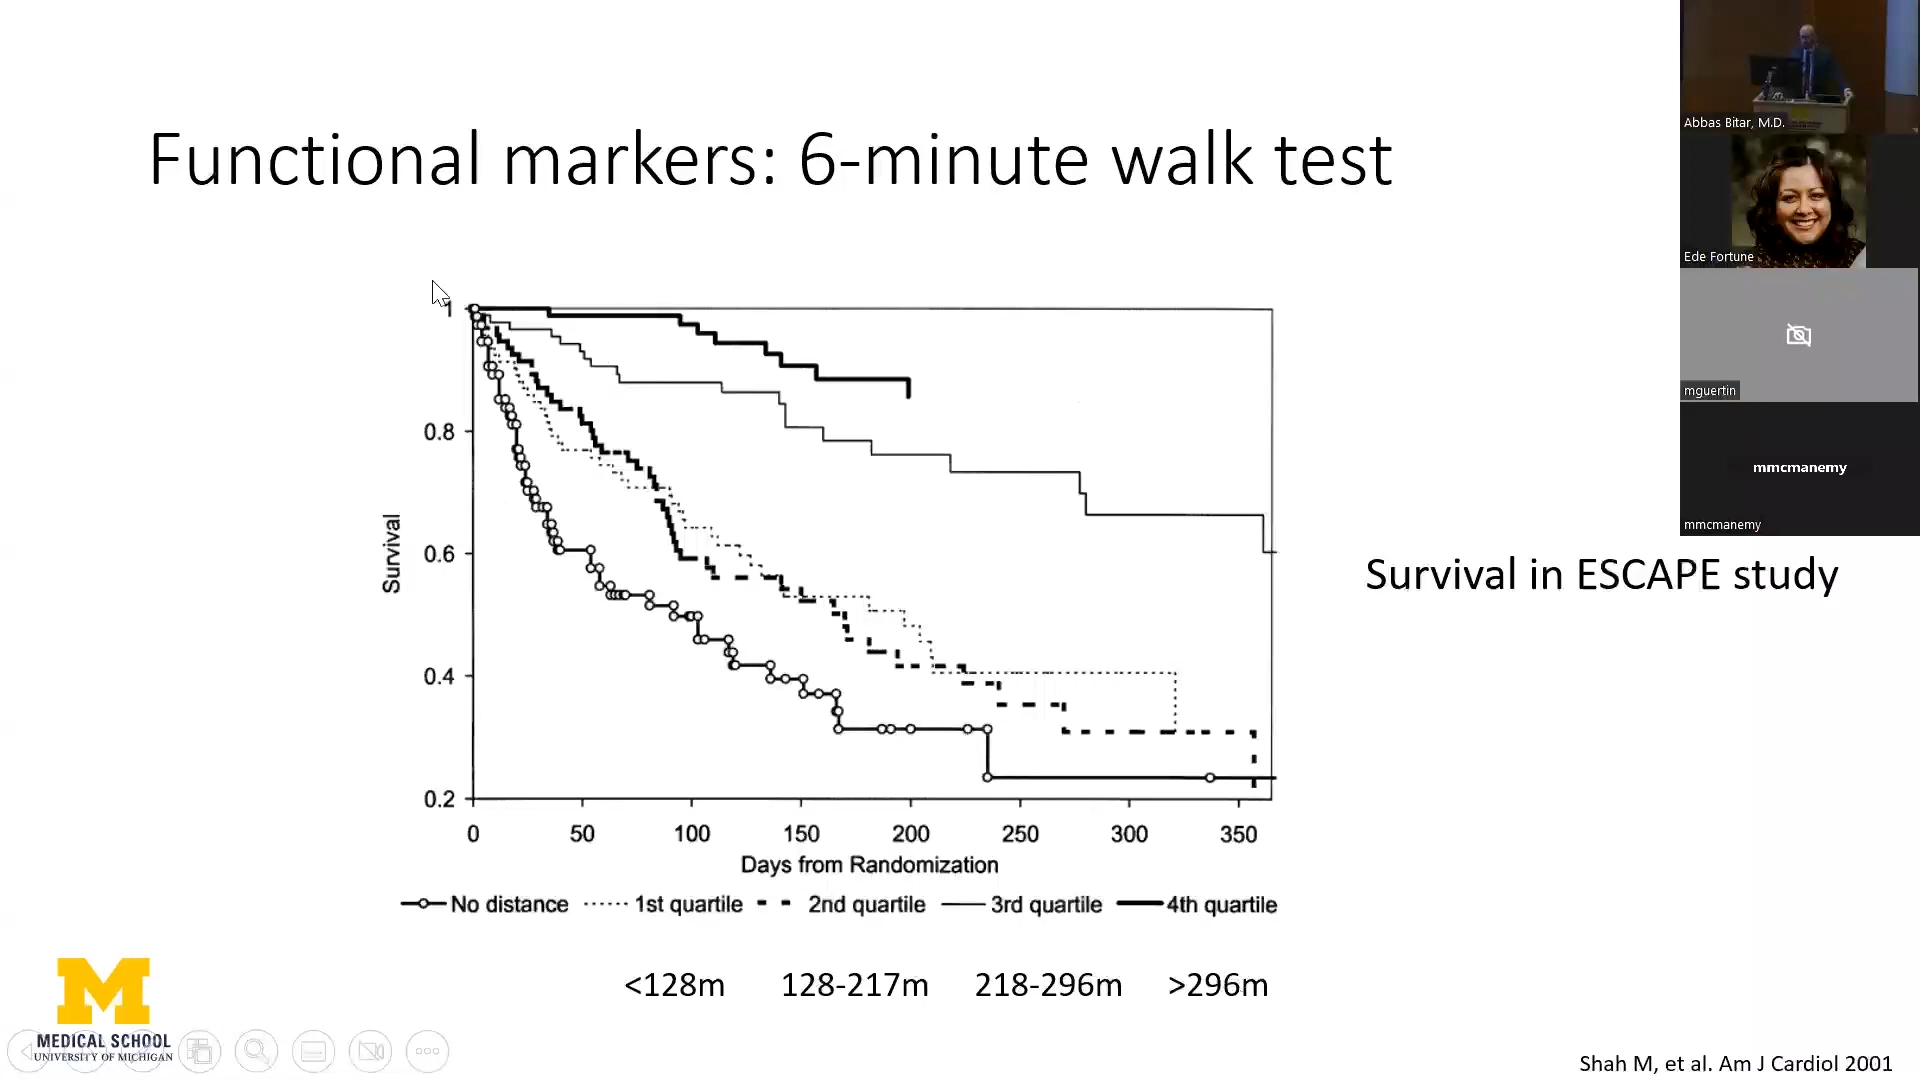 Functional markers: 6-minute walk test
Abbas Bitar, M.D.
Ede Fortune
mguertin
mmcmanemy
mmcmanemy
1
0.8
0.6
0.4
0.2
Survival
0 50 100 150 200 250 300 350
Days from Randomization
No distance 1st quartile 2nd quartile 3rd quartile 4th quartile
<128m 128-217m 218-296m >296m
Survival in ESCAPE study
M
MEDICAL SCHOOL
UNIVERSITY OF MICHIGAN
Shah M, et al. Am J Cardiol 2001